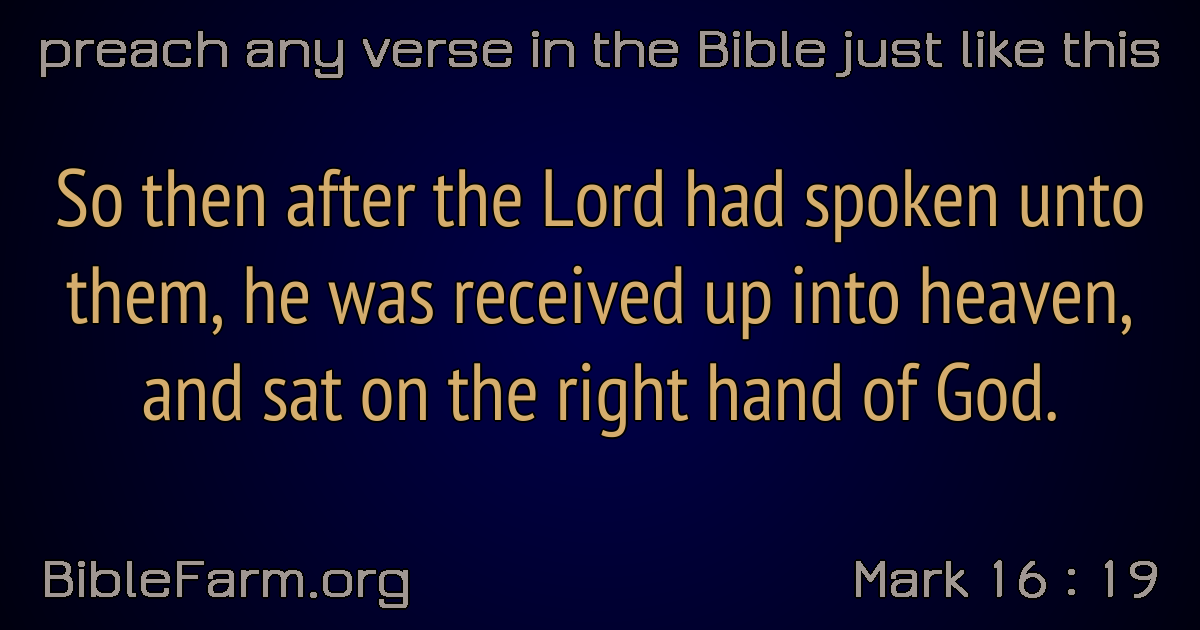 preach any verse in the Bible just like this
So then after the Lord had spoken unto
them, he was received up into heaven,
and sat on the right hand of God.
BibleFarm.org
Mark 16 : 19